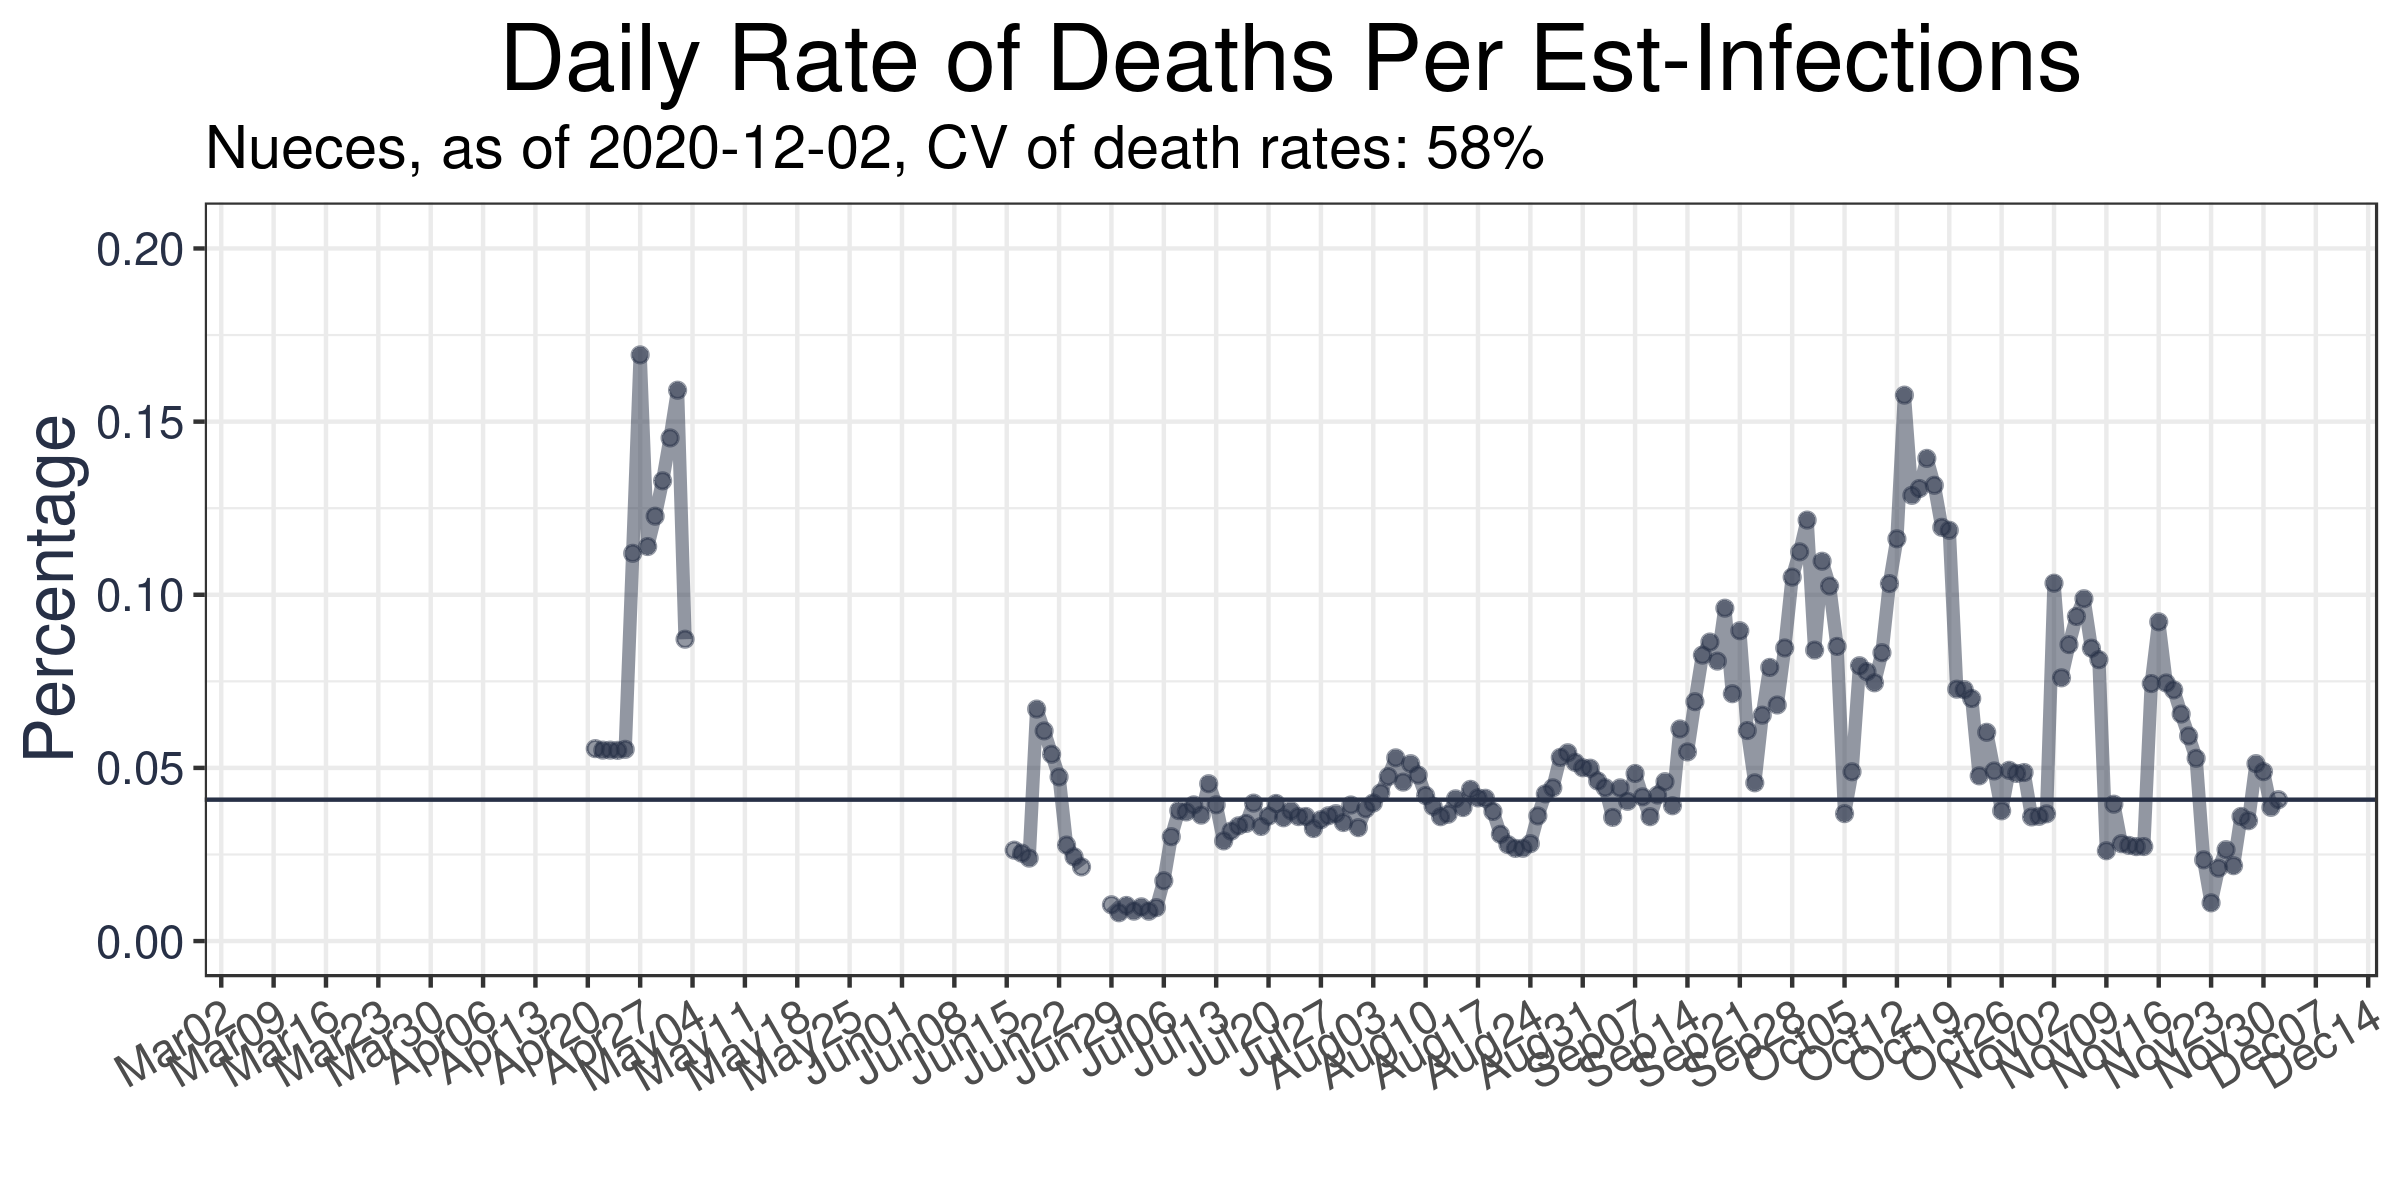 Daily Rate of Deaths Per Est-Infections
Nueces, as of 2020-12-02, CV of death rates: 58%
Percentage
0.20
0.15
0.10
0.05
0.00
Mar02
Mar09
Mar16
Mar23
Mar30
Apr06
Apr13
Apr20
Apr27
May04
May11
May18
May25
Jun01
Jun08
Jun15
Jun22
Jun29
Jul06
Jul13
Jul20
Jul27
Aug03
Aug10
Aug17
Aug24
Aug31
Sep07
Sep14
Sep21
Sep28
Oct05
Oct12
Oct19
Oct26
Nov02
Nov09
Nov16
Nov23
Nov30
Dec07
Dec14